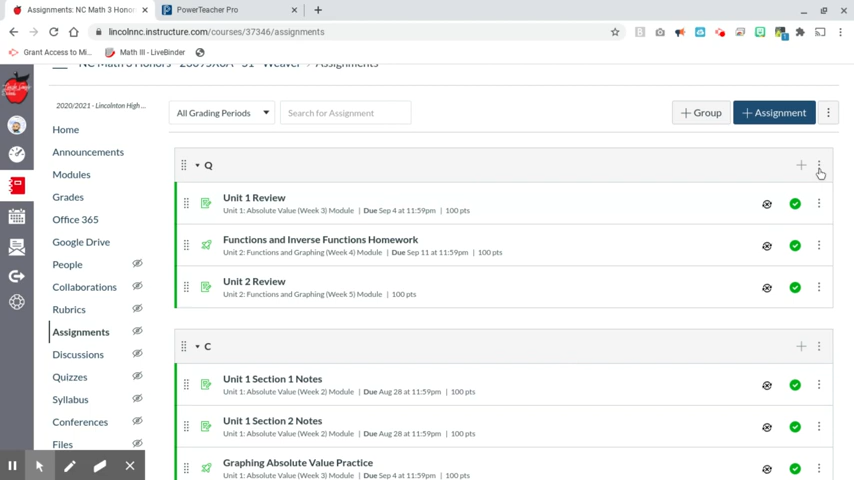 Assignments: NC Math 3 Honors
PowerTeacher Pro
lincolnnc.instructure.com/courses/37346/assignments
Grant Access to Mi...
Math III - LiveBinder
2020/2021 - Lincolnton High ...
All Grading Periods
Search for Assignment
+ Group
+ Assignment
Home
Announcements
Modules
Grades
Office 365
Google Drive
People
Collaborations
Rubrics
Assignments
Discussions
Quizzes
Syllabus
Conferences
Files
Q
Unit 1 Review
Unit 1: Absolute Value (Week 3) Module | Due Sep 4 at 11:59pm | 100 pts
Functions and Inverse Functions Homework
Unit 2: Functions and Graphing (Week 4) Module | Due Sep 11 at 11:59pm | 100 pts
Unit 2 Review
Unit 2: Functions and Graphing (Week 5) Module | 100 pts
C
Unit 1 Section 1 Notes
Unit 1: Absolute Value (Week 2) Module | Due Aug 28 at 11:59pm | 100 pts
Unit 1 Section 2 Notes
Unit 1: Absolute Value (Week 2) Module | Due Aug 28 at 11:59pm | 100 pts
Graphing Absolute Value Practice
Unit 1: Absolute Value (Week 3) Module | Due Sep 4 at 11:59pm | 100 pts